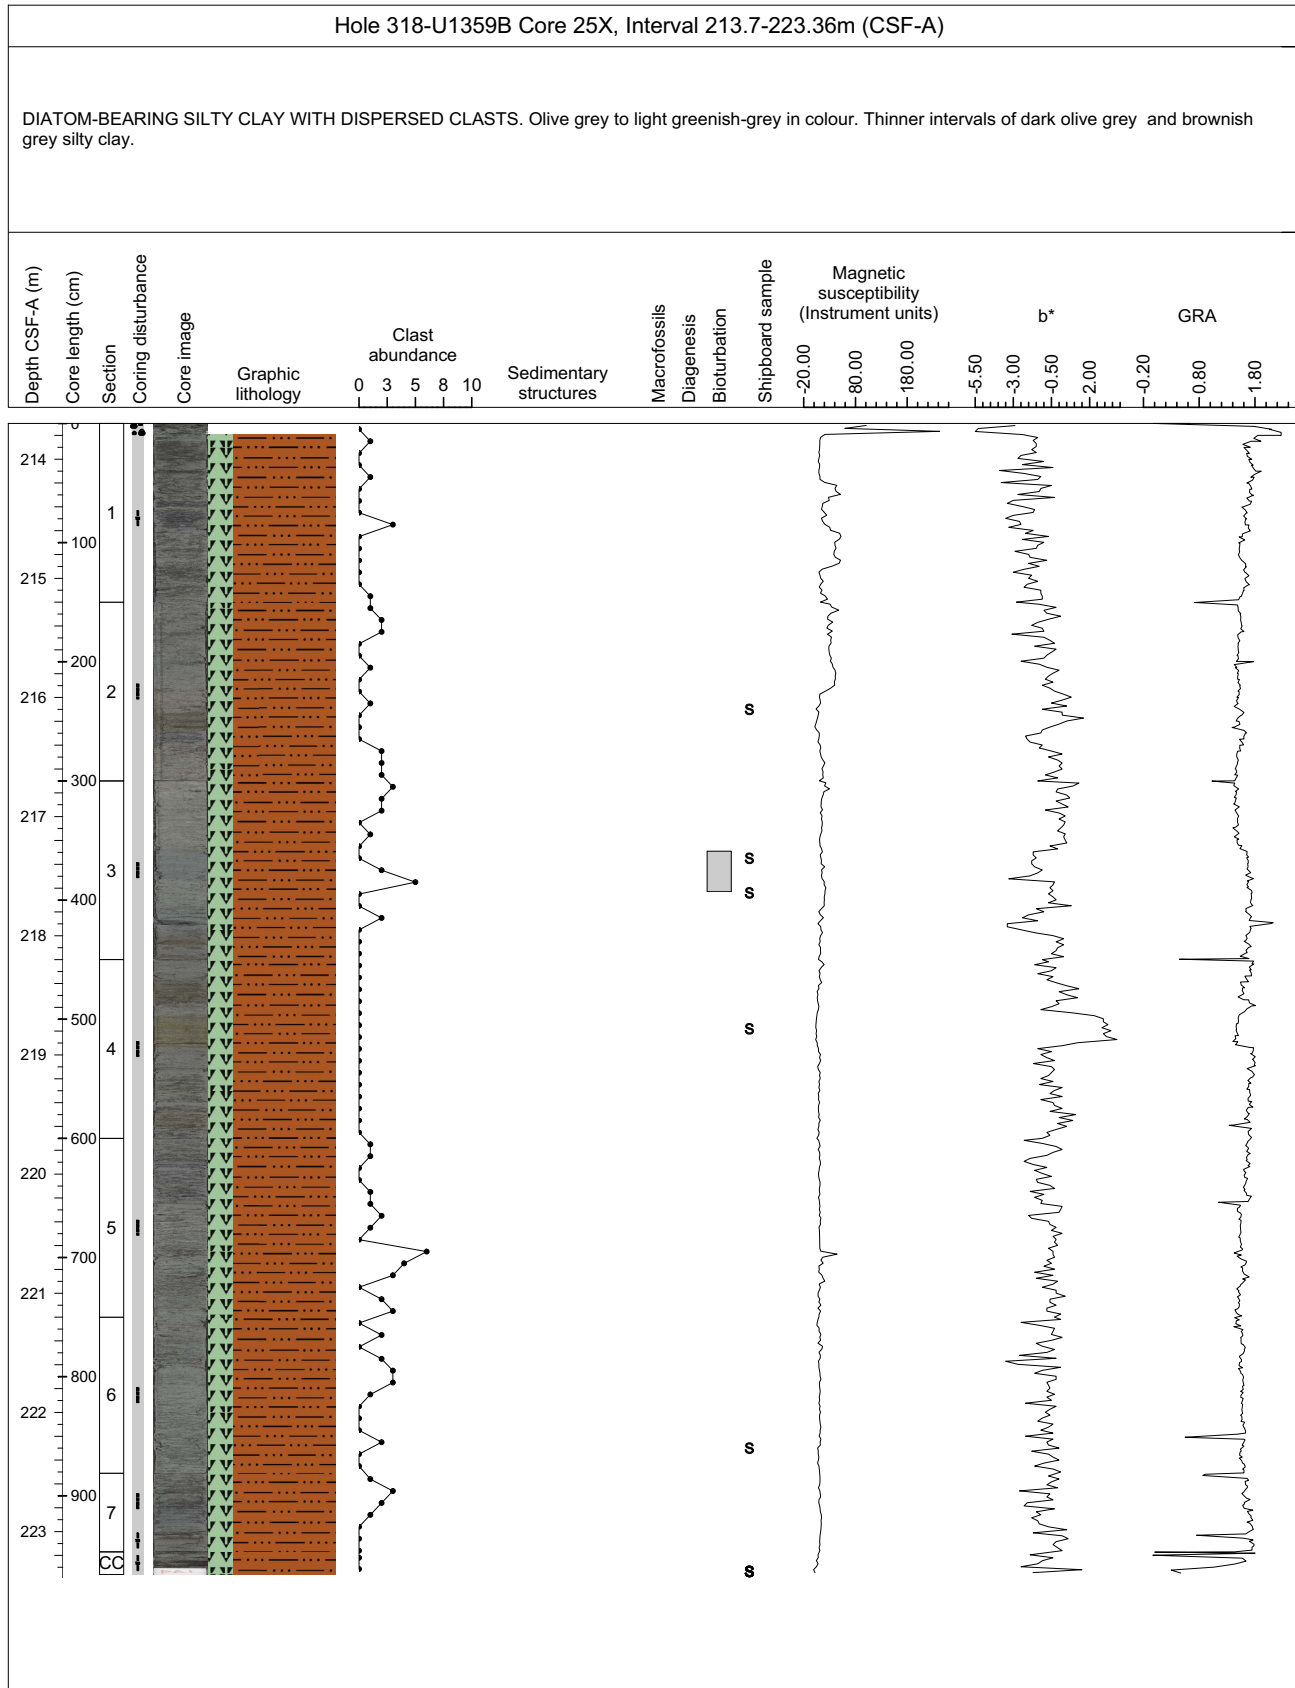 Hole 318-U1359B Core 25X, Interval 213.7-223.36m (CSF-A)
DIATOM-BEARING SILTY CLAY WITH DISPERSED CLASTS. Olive grey to light greenish-grey in colour. Thinner intervals of dark olive grey and brownish
grey silty clay.
Depth CSF-A (m)
Core length (cm)
Section
Coring disturbance
Core image
Graphic
lithology
Clast
abundance
0 3 5 8 10
Sedimentary
structures
Macrofossils
Diagenesis
Bioturbation
Shipboard sample
Magnetic
susceptibility
(Instrument units)
-20.00 80.00 180.00
b*
-5.50 -3.00 -0.50 2.00
GRA
-0.20 0.80 1.80
0
214
1
100
215
200
2
216
S
300
217
S
3
400
S
218
500
S
4
219
600
220
5
700
221
800
6
222
S
900
7
223
CC
S